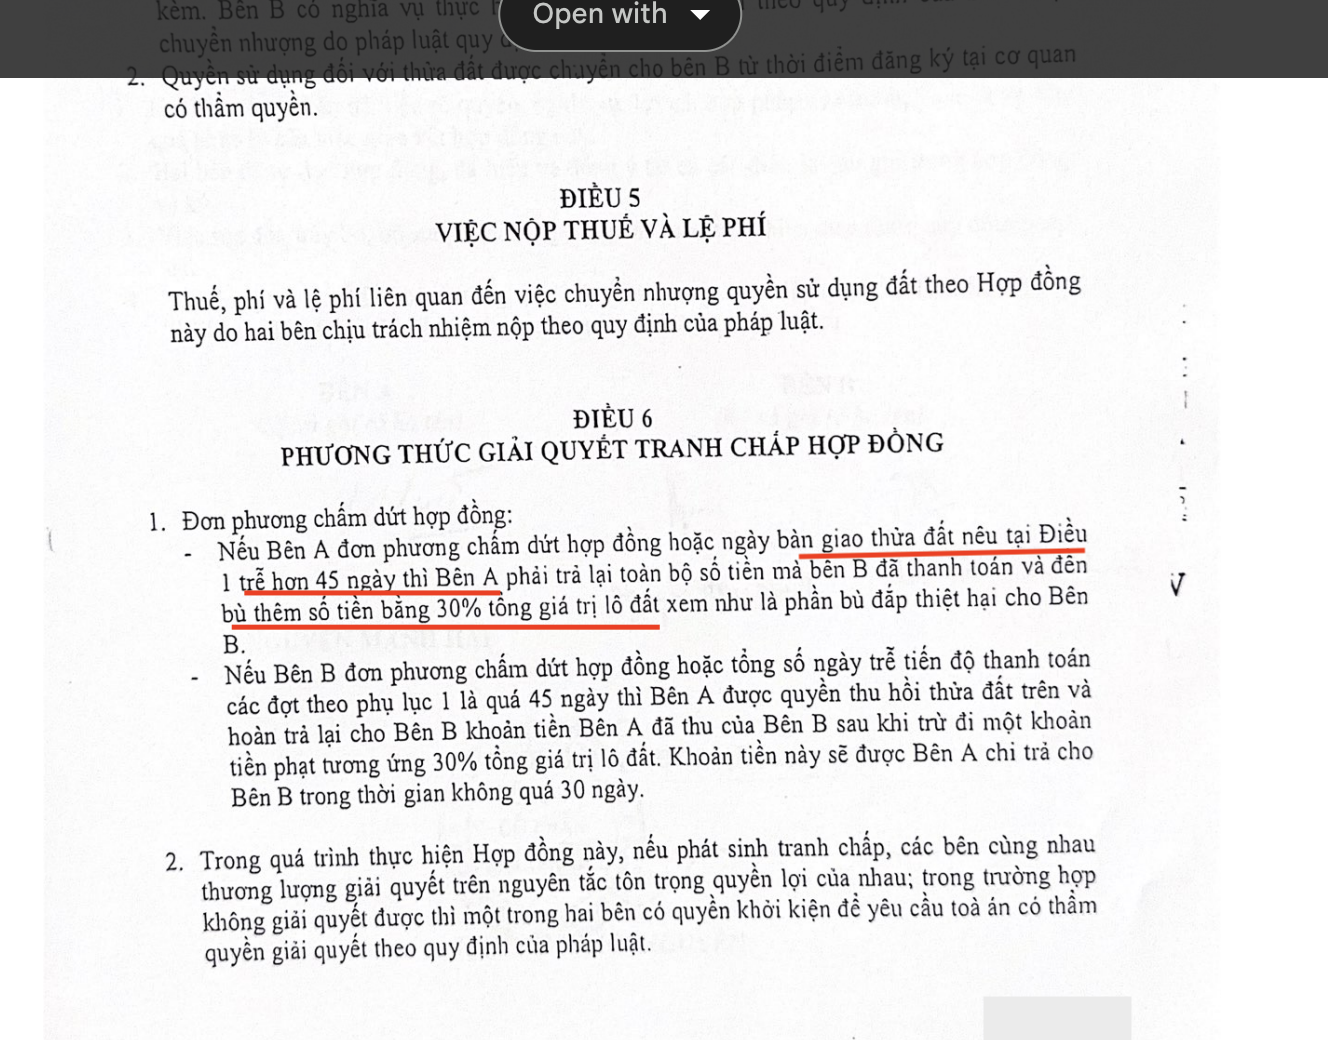 kèm. Bên B có nghĩa vụ thực
Open with
theo quy định
chuyển nhượng do pháp luật quy
2. Quyền sử dụng đối với thửa đất được chuyển cho bên B từ thời điểm đăng ký tại cơ quan
có thẩm quyền.
ĐIỀU 5
VIỆC NỘP THUẾ VÀ LỆ PHÍ
Thuế, phí và lệ phí liên quan đến việc chuyển nhượng quyền sử dụng đất theo Hợp đồng
này do hai bên chịu trách nhiệm nộp theo quy định của pháp luật.
ĐIỀU 6
PHƯƠNG THỨC GIẢI QUYẾT TRANH CHẤP HỢP ĐỒNG
1. Đơn phương chấm dứt hợp đồng:
- Nếu Bên A đơn phương chấm dứt hợp đồng hoặc ngày bàn giao thửa đất nêu tại Điều
1 trễ hơn 45 ngày thì Bên A phải trả lại toàn bộ số tiền mà bên B đã thanh toán và đền
bù thêm số tiền bằng 30% tổng giá trị lô đất xem như là phần bù đắp thiệt hại cho Bên
B.
- Nếu Bên B đơn phương chấm dứt hợp đồng hoặc tổng số ngày trễ tiến độ thanh toán
các đợt theo phụ lục 1 là quá 45 ngày thì Bên A được quyền thu hồi thửa đất trên và
hoàn trả lại cho Bên B khoản tiền Bên A đã thu của Bên B sau khi trừ đi một khoản
tiền phạt tương ứng 30% tổng giá trị lô đất. Khoản tiền này sẽ được Bên A chi trả cho
Bên B trong thời gian không quá 30 ngày.
2. Trong quá trình thực hiện Hợp đồng này, nếu phát sinh tranh chấp, các bên cùng nhau
thương lượng giải quyết trên nguyên tắc tôn trọng quyền lợi của nhau; trong trường hợp
không giải quyết được thì một trong hai bên có quyền khởi kiện để yêu cầu toà án có thẩm
quyền giải quyết theo quy định của pháp luật.